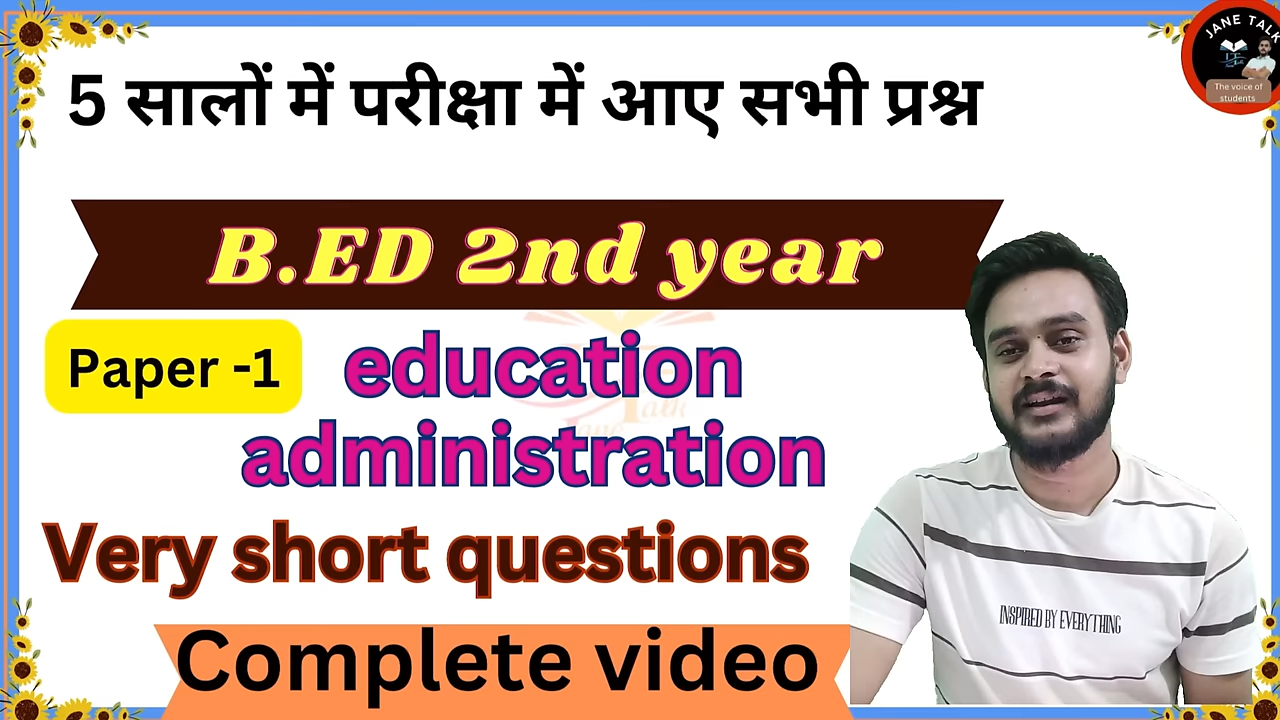 JANE TALK
The voice of
students
5 सालों में परीक्षा में आए सभी प्रश्न
B.ED 2nd year
Paper -1
education
administration
Very short questions
INSPIRED BY EVERYTHING
Complete video